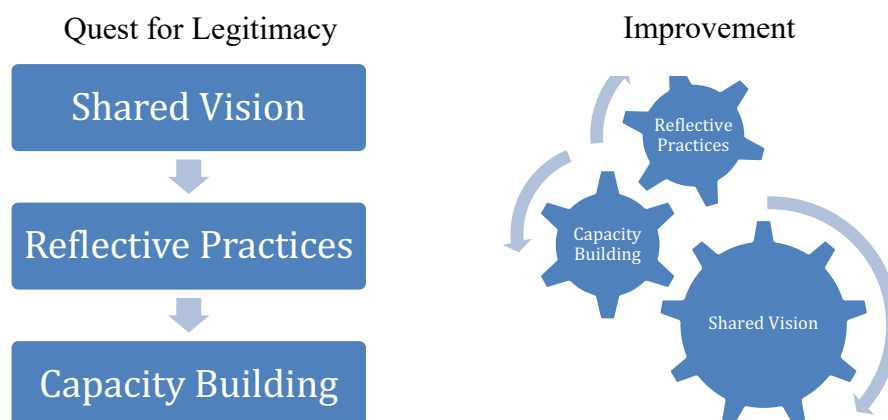 Quest for Legitimacy
Shared Vision
Reflective Practices
Capacity Building
Improvement
Reflective
Practices
Capacity
Building
Shared Vision